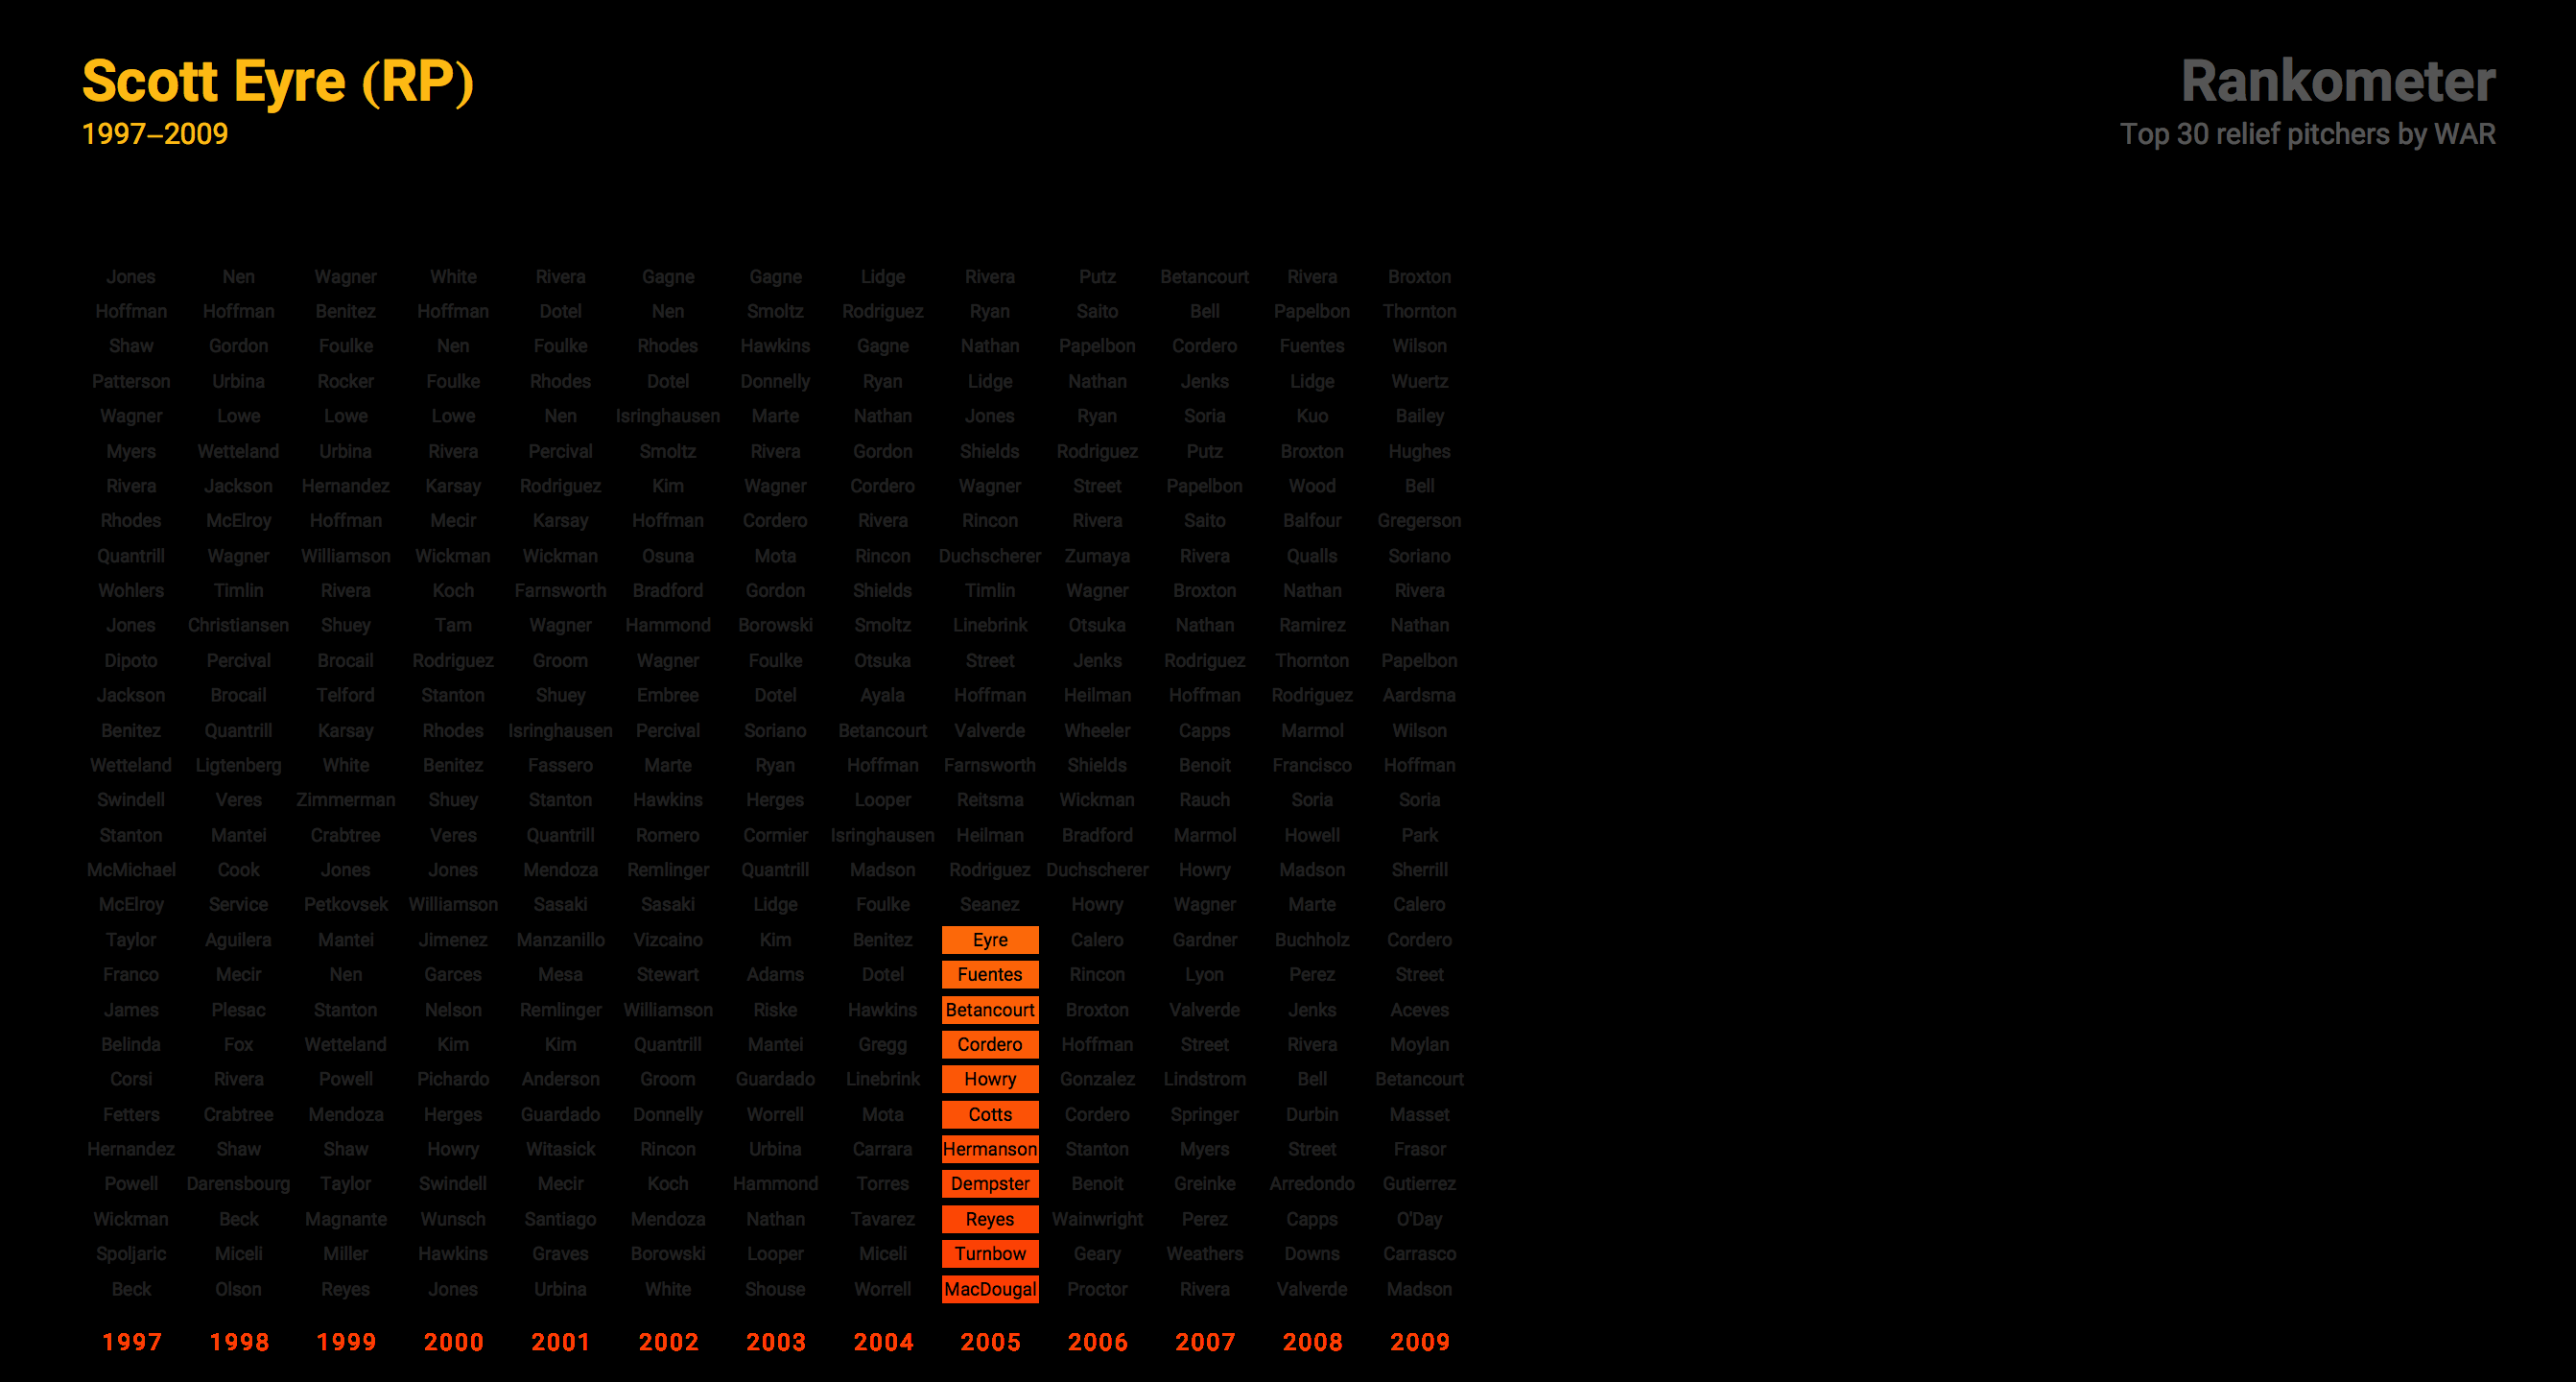 Scott Eyre (RP)
1997–2009
Rankometer
Top 30 relief pitchers by WAR
Jones Nen Wagner White Rivera Gagne Gagne Lidge Rivera Putz Betancourt Rivera Broxton
Hoffman Hoffman Benitez Hoffman Dotel Nen Smoltz Rodriguez Ryan Saito Bell Papelbon Thornton
Shaw Gordon Foulke Nen Foulke Rhodes Hawkins Gagne Nathan Papelbon Cordero Fuentes Wilson
Patterson Urbina Rocker Foulke Rhodes Dotel Donnelly Ryan Lidge Nathan Jenks Lidge Wuertz
Wagner Lowe Lowe Lowe Nen Isringhausen Marte Nathan Jones Ryan Soria Kuo Bailey
Myers Wetteland Urbina Rivera Percival Smoltz Rivera Gordon Shields Rodriguez Putz Broxton Hughes
Rivera Jackson Hernandez Karsay Rodriguez Kim Wagner Cordero Wagner Street Papelbon Wood Bell
Rhodes McElroy Hoffman Mecir Karsay Hoffman Cordero Rivera Rincon Rivera Saito Balfour Gregerson
Quantrill Wagner Williamson Wickman Wickman Osuna Mota Rincon Duchscherer Zumaya Rivera Qualls Soriano
Wohlers Timlin Rivera Koch Farnsworth Bradford Gordon Shields Timlin Wagner Broxton Nathan Rivera
Jones Christiansen Shuey Tam Wagner Hammond Borowski Smoltz Linebrink Otsuka Nathan Ramirez Nathan
Dipoto Percival Brocail Rodriguez Groom Wagner Foulke Otsuka Street Jenks Rodriguez Thornton Papelbon
Jackson Brocail Telford Stanton Shuey Embree Dotel Ayala Hoffman Heilman Hoffman Rodriguez Aardsma
Benitez Quantrill Karsay Rhodes Isringhausen Percival Soriano Betancourt Valverde Wheeler Capps Marmol Wilson
Wetteland Ligtenberg White Benitez Fassero Marte Ryan Hoffman Farnsworth Shields Benoit Francisco Hoffman
Swindell Veres Zimmerman Shuey Stanton Hawkins Herges Looper Reitsma Wickman Rauch Soria Soria
Stanton Mantei Crabtree Veres Quantrill Romero Cormier Isringhausen Heilman Bradford Marmol Howell Park
McMichael Cook Jones Jones Mendoza Remlinger Quantrill Madson Rodriguez Duchscherer Howry Madson Sherrill
McElroy Service Petkovsek Williamson Sasaki Sasaki Lidge Foulke Seanez Howry Wagner Marte Calero
Taylor Aguilera Mantei Jimenez Manzanillo Vizcaino Kim Benitez Eyre Calero Gardner Buchholz Cordero
Franco Mecir Nen Garces Mesa Stewart Adams Dotel Fuentes Rincon Lyon Perez Street
James Plesac Stanton Nelson Remlinger Williamson Riske Hawkins Betancourt Broxton Valverde Jenks Aceves
Belinda Fox Wetteland Kim Kim Quantrill Mantei Gregg Cordero Hoffman Street Rivera Moylan
Corsi Rivera Powell Pichardo Anderson Groom Guardado Linebrink Howry Gonzalez Lindstrom Bell Betancourt
Fetters Crabtree Mendoza Herges Guardado Donnelly Worrell Mota Cotts Cordero Springer Durbin Masset
Hernandez Shaw Shaw Howry Witasick Rincon Urbina Carrara Hermanson Stanton Myers Street Frasor
Powell Darensbourg Taylor Swindell Mecir Koch Hammond Torres Dempster Benoit Greinke Arredondo Gutierrez
Wickman Beck Magnante Wunsch Santiago Mendoza Nathan Tavarez Reyes Wainwright Perez Capps O'Day
Spoljaric Miceli Miller Hawkins Graves Borowski Looper Miceli Turnbow Geary Weathers Downs Carrasco
Beck Olson Reyes Jones Urbina White Shouse Worrell MacDougal Proctor Rivera Valverde Madson
1997 1998 1999 2000 2001 2002 2003 2004 2005 2006 2007 2008 2009